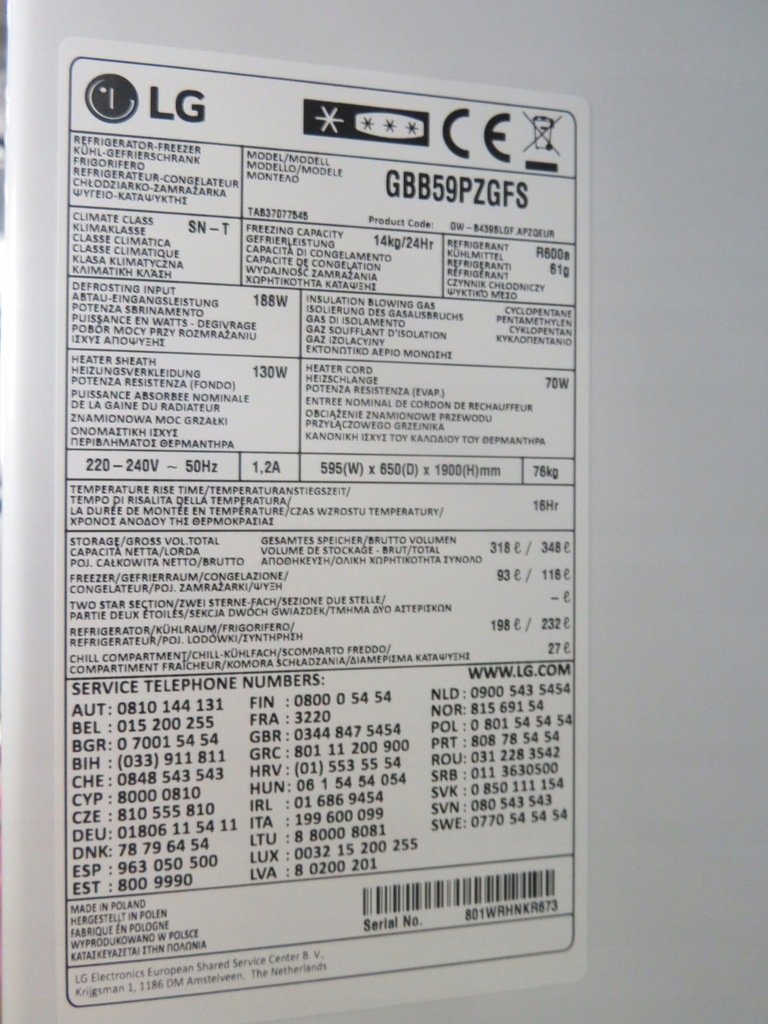 LG
REFRIGERATOR-FREEZER
KÜHL-GEFRIERSCHRANK
FRIGORIFERO
REFRIGERATEUR-CONGELATEUR
CHŁODZIARKO-ZAMRAŻARKA
ΨΥΓΕΙΟ-ΚΑΤΑΨΥΚΤΗΣ
MODEL/MODELL
MODELLO/MODELE
ΜΟΝΤΕΛΟ
GBB59PZGFS
TAB37077545
Product Code: GW-B439BLGF.APZQEUR
CLIMATE CLASS SN-T
KLIMAKLASSE
CLASSE CLIMATICA
CLASSE CLIMATIQUE
KLASA KLIMATYCZNA
ΚΛΙΜΑΤΙΚΗ ΚΛΑΣΗ
FREEZING CAPACITY 14kg/24Hr
GEFRIERLEISTUNG
CAPACITÀ DI CONGELAMENTO
CAPACITE DE CONGELATION
WYDAJNOŚĆ ZAMRAŻANIA
ΧΩΡΗΤΙΚΟΤΗΤΑ ΚΑΤΑΨΥΞΗΣ
REFRIGERANT R600a
KÜHLMITTEL 61g
REFRIGERANTI
RÉFRIGÉRANT
CZYNNIK CHŁODNICZY
ΨΥΚΤΙΚΟ ΜΕΣΟ
DEFROSTING INPUT 188W
ABTAU-EINGANGSLEISTUNG
POTENZA SBRINAMENTO
PUISSANCE EN WATTS - DEGIVRAGE
POBÓR MOCY PRZY ROZMRAŻANIU
ΙΣΧΥΣ ΑΠΟΨΥΞΗΣ
INSULATION BLOWING GAS CYCLOPENTANE
ISOLIERUNG DES GASAUSBRUCHS PENTAMETHYLEN
GAS DI ISOLAMENTO CYKLOPENTAN
GAZ SOUFFLANT D'ISOLATION ΚΥΚΛΟΠΕΝΤΑΝΙΟ
GAZ IZOLACYJNY
ΕΚΤΟΝΩΤΙΚΟ ΑΕΡΙΟ ΜΟΝΩΣΗΣ
HEATER SHEATH 130W
HEIZUNGSVERKLEIDUNG
POTENZA RESISTENZA (FONDO)
PUISSANCE ABSORBEE NOMINALE
DE LA GAINE DU RADIATEUR
ZNAMIONOWA MOC GRZAŁKI
ΟΝΟΜΑΣΤΙΚΗ ΙΣΧΥΣ
ΠΕΡΙΒΛΗΜΑΤΟΣ ΘΕΡΜΑΝΤΗΡΑ
HEATER CORD 70W
HEIZSCHLANGE
POTENZA RESISTENZA (EVAP.)
ENTREE NOMINALE DE CORDON DE RECHAUFFEUR
OBCIĄŻENIE ZNAMIONOWE PRZEWODU
PRZYŁĄCZOWEGO GRZEJNIKA
ΚΑΝΟΝΙΚΗ ΙΣΧΥΣ ΤΟΥ ΚΑΛΩΔΙΟΥ ΤΟΥ ΘΕΡΜΑΝΤΗΡΑ
220-240V ~ 50Hz 1,2A 595(W) x 650(D) x 1900(H)mm 76kg
TEMPERATURE RISE TIME/TEMPERATURANSTIEGSZEIT/
TEMPO DI RISALITA DELLA TEMPERATURA/
LA DURÉE DE MONTÉE EN TEMPÉRATURE/CZAS WZROSTU TEMPERATURY/ 16Hr
ΧΡΟΝΟΣ ΑΝΟΔΟΥ ΤΗΣ ΘΕΡΜΟΚΡΑΣΙΑΣ
STORAGE/GROSS VOL.TOTAL GESAMTES SPEICHER/BRUTTO VOLUMEN
CAPACITÀ NETTA/LORDA VOLUME DE STOCKAGE - BRUT/TOTAL 318 ℓ / 348 ℓ
POJ. CAŁKOWITA NETTO/BRUTTO ΑΠΟΘΗΚΕΥΣΗ/ΟΛΙΚΗ ΧΩΡΗΤΙΚΟΤΗΤΑ ΣΥΝΟΛΟ
FREEZER/GEFRIERRAUM/CONGELAZIONE/ 93 ℓ / 116 ℓ
CONGELATEUR/POJ. ZAMRAŻARKI/ΨΥΞΗ
TWO STAR SECTION/ZWEI STERNE-FACH/SEZIONE DUE STELLE/ - ℓ
PARTIE DEUX ÉTOILES/SEKCJA DWÓCH GWIAZDEK/ΤΜΗΜΑ ΔΥΟ ΑΣΤΕΡΙΣΚΩΝ
REFRIGERATOR/KÜHLRAUM/FRIGORIFERO/ 198 ℓ / 232 ℓ
REFRIGERATEUR/POJ. LODÓWKI/ΣΥΝΤΗΡΗΣΗ
CHILL COMPARTMENT/CHILL-KÜHLFACH/SCOMPARTO FREDDO/ 27 ℓ
COMPARTIMENT FRAÎCHEUR/KOMORA SCHŁADZANIA/ΔΙΑΜΕΡΙΣΜΑ ΚΑΤΑΨΥΞΗΣ
SERVICE TELEPHONE NUMBERS: WWW.LG.COM
AUT: 0810 144 131
BEL : 015 200 255
BGR: 0 7001 54 54
BIH : (033) 911 811
CHE : 0848 543 543
CYP : 8000 0810
CZE : 810 555 810
DEU: 01806 11 54 11
DNK: 78 79 64 54
ESP : 963 050 500
EST : 800 9990
FIN : 0800 0 54 54
FRA : 3220
GBR: 0344 847 5454
GRC : 801 11 200 900
HRV : (01) 553 55 54
HUN: 06 1 54 54 054
IRL : 01 686 9454
ITA : 199 600 099
LTU : 8 8000 8081
LUX : 0032 15 200 255
LVA : 8 0200 201
NLD : 0900 543 5454
NOR: 815 691 54
POL : 0 801 54 54 54
PRT : 808 78 54 54
ROU: 031 228 3542
SRB : 011 3630500
SVK : 0 850 111 154
SVN : 080 543 543
SWE: 0770 54 54 54
MADE IN POLAND
HERGESTELLT IN POLEN
FABRIQUÉ EN POLOGNE
WYPRODUKOWANO W POLSCE
ΚΑΤΑΣΚΕΥΑΖΕΤΑΙ ΣΤΗΝ ΠΟΛΩΝΙΑ
Serial No. 801WRHNKR673
LG Electronics European Shared Service Center B. V.
Krijgsman 1, 1186 DM Amstelveen, The Netherlands